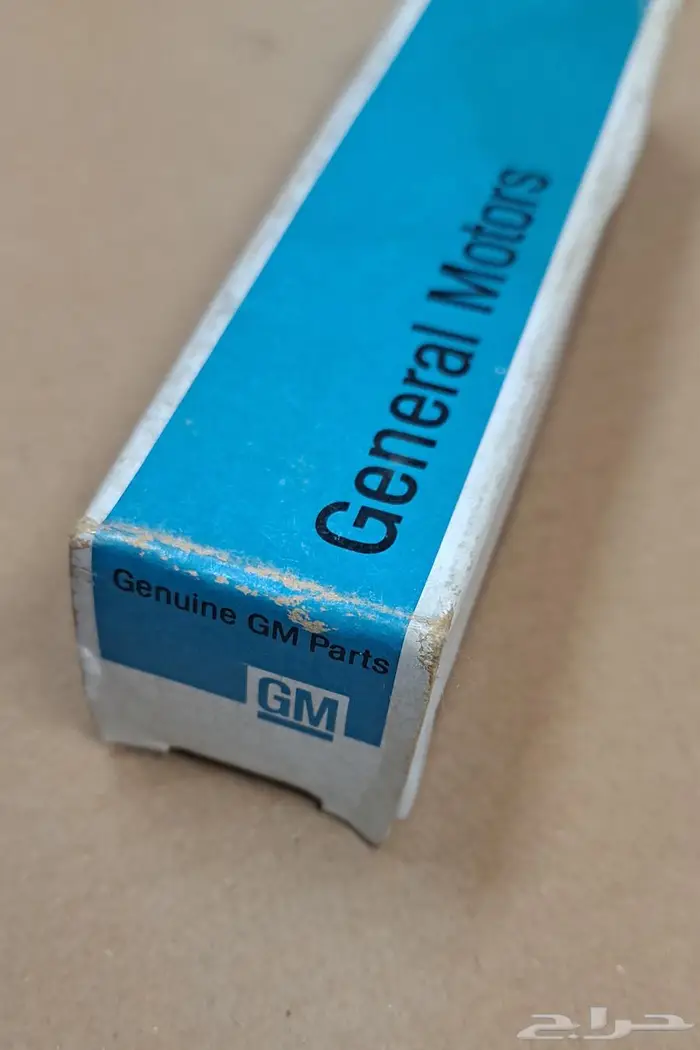 General Motors
Genuine GM Parts
GM
حراج